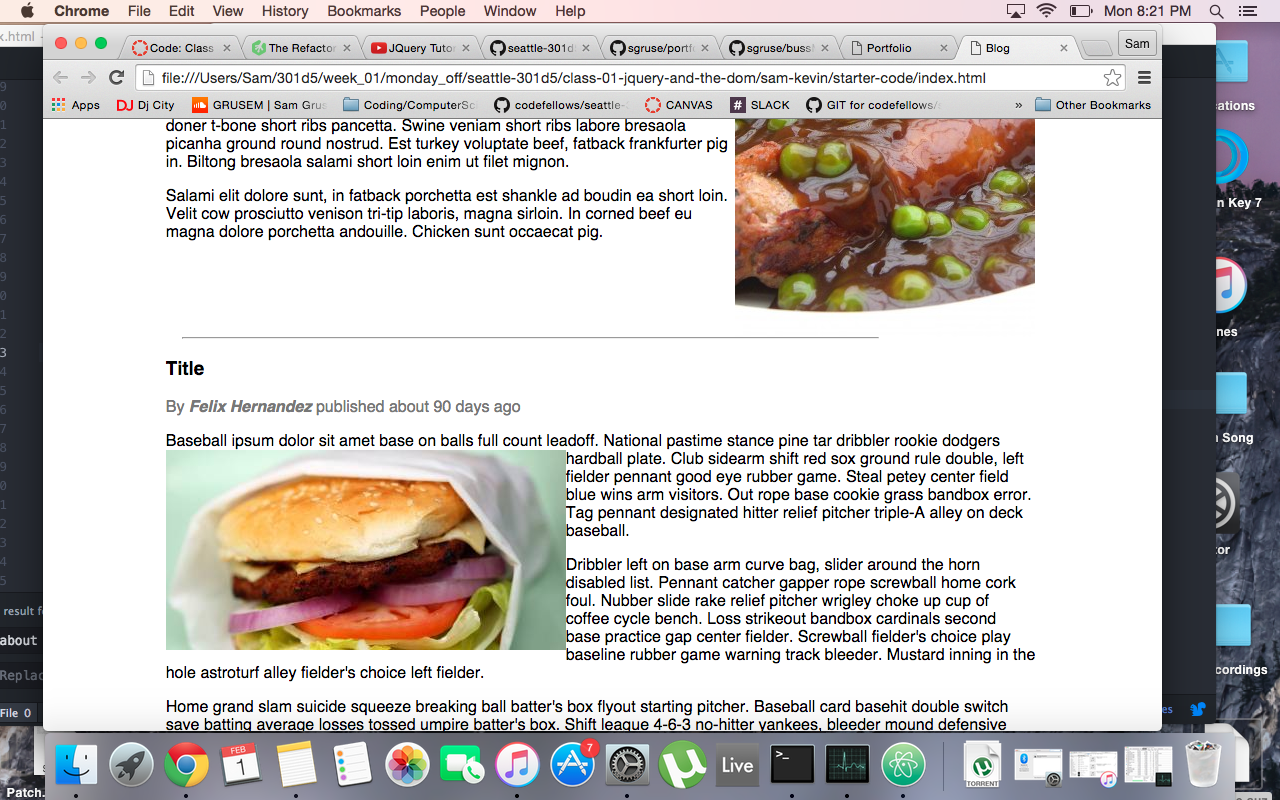 Chrome File Edit View History Bookmarks People Window Help Mon 8:21 PM
x.html
Code: Class
The Refactor
JQuery Tutor
seattle-301d
sgruse/portf
sgruse/bussl
Portfolio
Blog
Sam
file:///Users/Sam/301d5/week_01/monday_off/seattle-301d5/class-01-jquery-and-the-dom/sam-kevin/starter-code/index.html
Apps
DJ Dj City
GRUSEM | Sam Grus
Coding/ComputerSc
codefellows/seattle-
CANVAS
# SLACK
GIT for codefellows/
»
Other Bookmarks
doner t-bone short ribs pancetta. Swine veniam short ribs labore bresaola
picanha ground round nostrud. Est turkey voluptate beef, fatback frankfurter pig
in. Biltong bresaola salami short loin enim ut filet mignon.
Salami elit dolore sunt, in fatback porchetta est shankle ad boudin ea short loin.
Velit cow prosciutto venison tri-tip laboris, magna sirloin. In corned beef eu
magna dolore porchetta andouille. Chicken sunt occaecat pig.
Title
By Felix Hernandez published about 90 days ago
Baseball ipsum dolor sit amet base on balls full count leadoff. National pastime stance pine tar dribbler rookie dodgers
hardball plate. Club sidearm shift red sox ground rule double, left
fielder pennant good eye rubber game. Steal petey center field
blue wins arm visitors. Out rope base cookie grass bandbox error.
Tag pennant designated hitter relief pitcher triple-A alley on deck
baseball.
Dribbler left on base arm curve bag, slider around the horn
disabled list. Pennant catcher gapper rope screwball home cork
foul. Nubber slide rake relief pitcher wrigley choke up cup of
coffee cycle bench. Loss strikeout bandbox cardinals second
base practice gap center fielder. Screwball fielder's choice play
baseline rubber game warning track bleeder. Mustard inning in the
hole astroturf alley fielder's choice left fielder.
Home grand slam suicide squeeze breaking ball batter's box flyout starting pitcher. Baseball card basehit double switch
save batting average losses tossed umpire batter's box. Shift league 4-6-3 no-hitter yankees, bleeder mound defensive
cations
n Key 7
nes
n Song
tor
cordings
result fo
about
Replac
File 0
es
Patch.
FEB
1
7
Live
>_
TORRENT